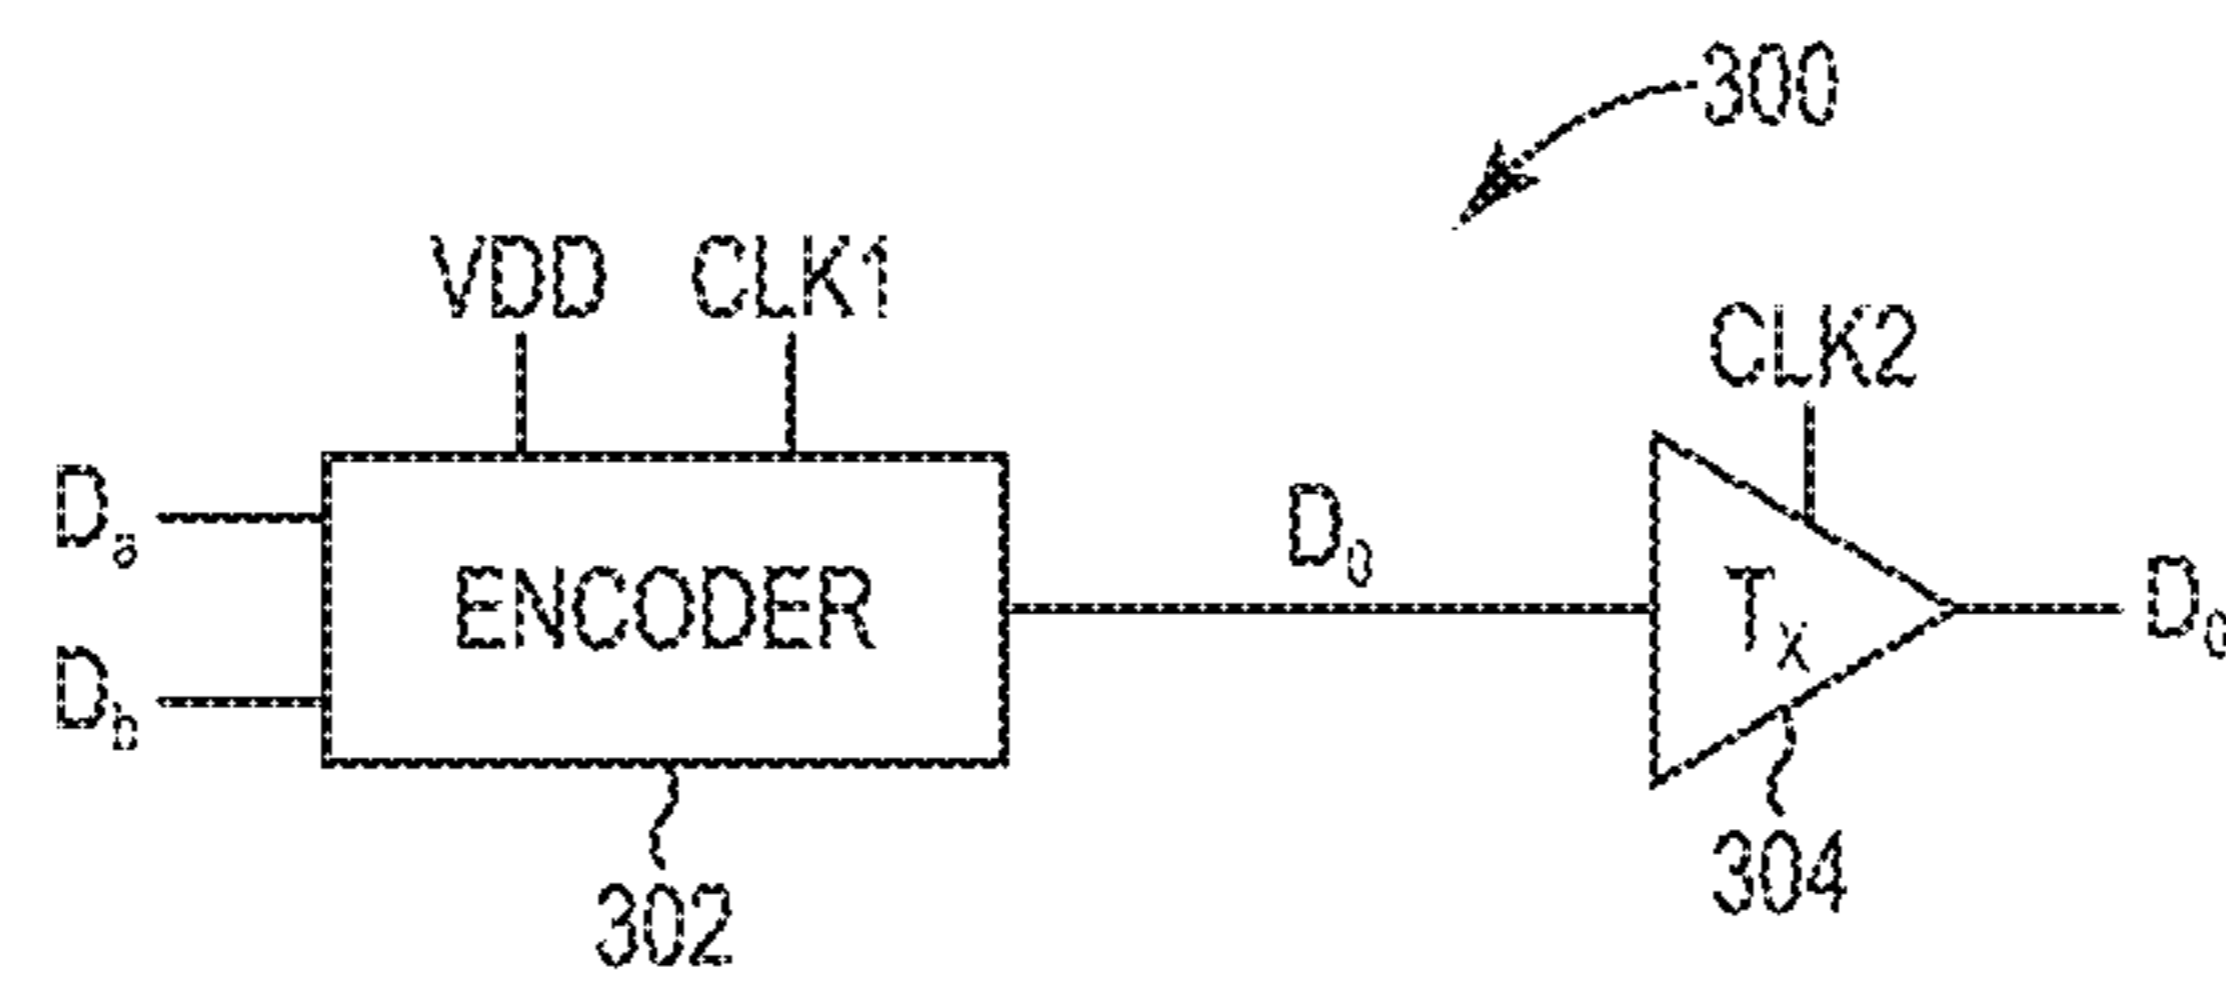 300
VDD CLK1
CLK2
Da
ENCODER
D0
Tx
D0
Db
304
302